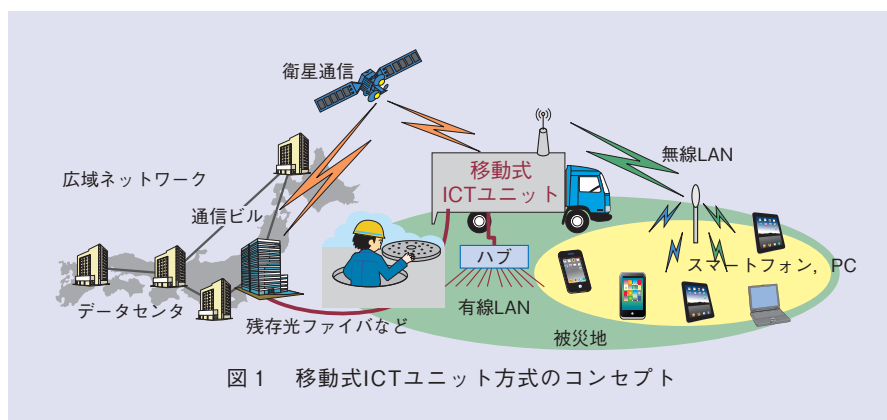 衛星通信
無線LAN
移動式
ICTユニット
広域ネットワーク
通信ビル
ハブ
スマートフォン，PC
データセンタ
有線LAN
残存光ファイバなど
被災地
図1 移動式ICTユニット方式のコンセプト